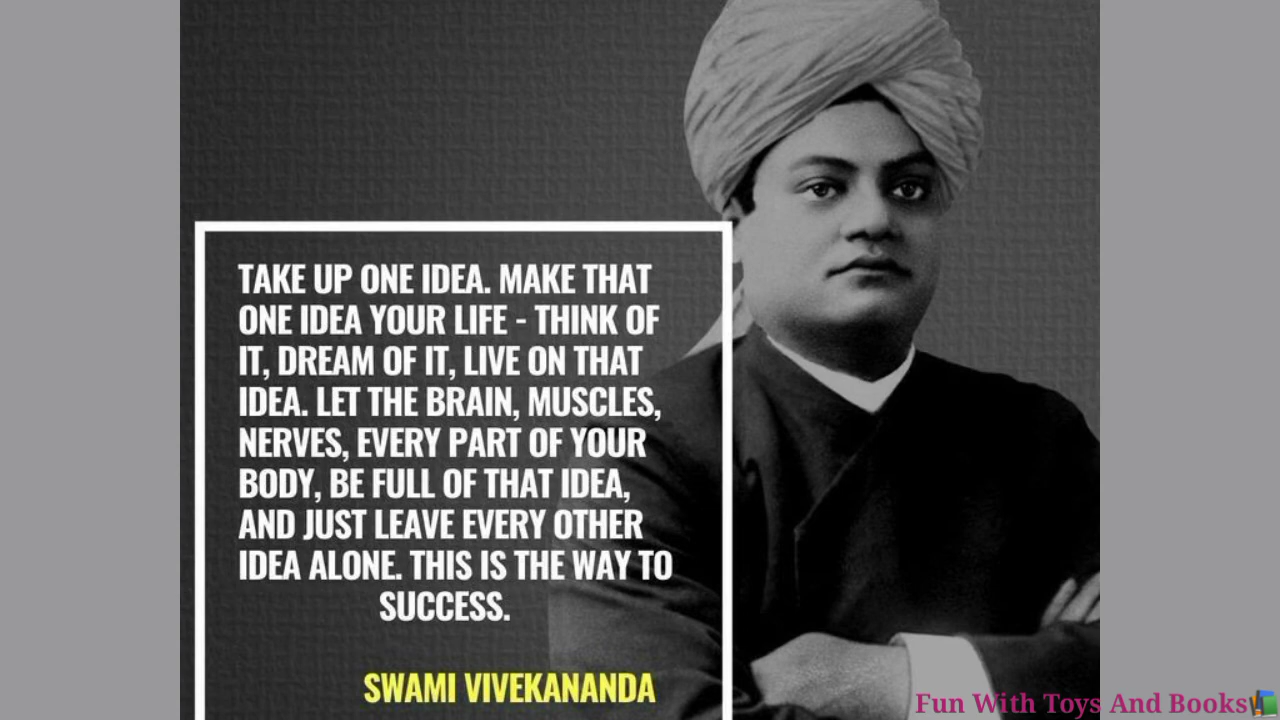 TAKE UP ONE IDEA. MAKE THAT
ONE IDEA YOUR LIFE - THINK OF
IT, DREAM OF IT, LIVE ON THAT
IDEA. LET THE BRAIN, MUSCLES,
NERVES, EVERY PART OF YOUR
BODY, BE FULL OF THAT IDEA,
AND JUST LEAVE EVERY OTHER
IDEA ALONE. THIS IS THE WAY TO
SUCCESS.
SWAMI VIVEKANANDA
Fun With Toys And Books